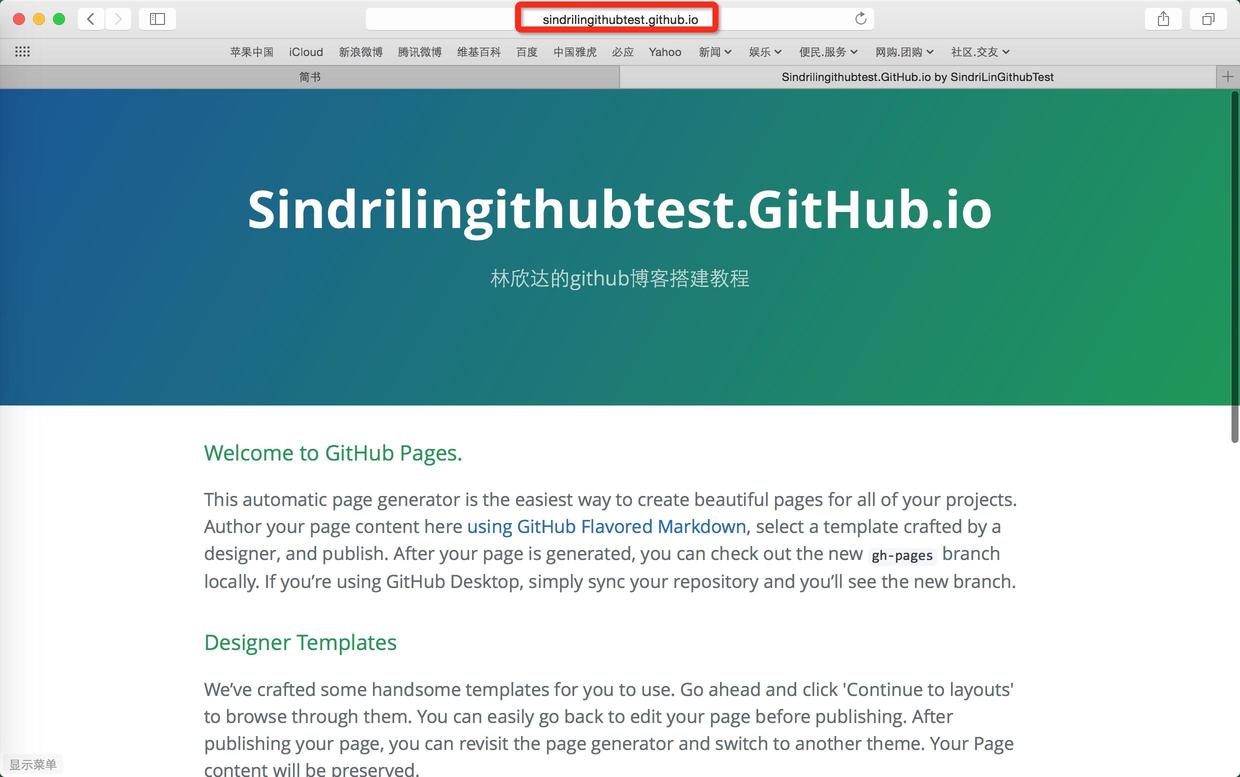 sindrilingithubtest.github.io
苹果中国 iCloud 新浪微博 腾讯微博 维基百科 百度 中国雅虎 必应 Yahoo 新闻 娱乐 便民.服务 网购.团购 社区.交友
简书 Sindrilingithubtest.GitHub.io by SindriLinGithubTest
Sindrilingithubtest.GitHub.io
林欣达的github博客搭建教程
Welcome to GitHub Pages.
This automatic page generator is the easiest way to create beautiful pages for all of your projects.
Author your page content here using GitHub Flavored Markdown, select a template crafted by a
designer, and publish. After your page is generated, you can check out the new gh-pages branch
locally. If you’re using GitHub Desktop, simply sync your repository and you’ll see the new branch.
Designer Templates
We’ve crafted some handsome templates for you to use. Go ahead and click 'Continue to layouts'
to browse through them. You can easily go back to edit your page before publishing. After
publishing your page, you can revisit the page generator and switch to another theme. Your Page
content will be preserved.
显示菜单